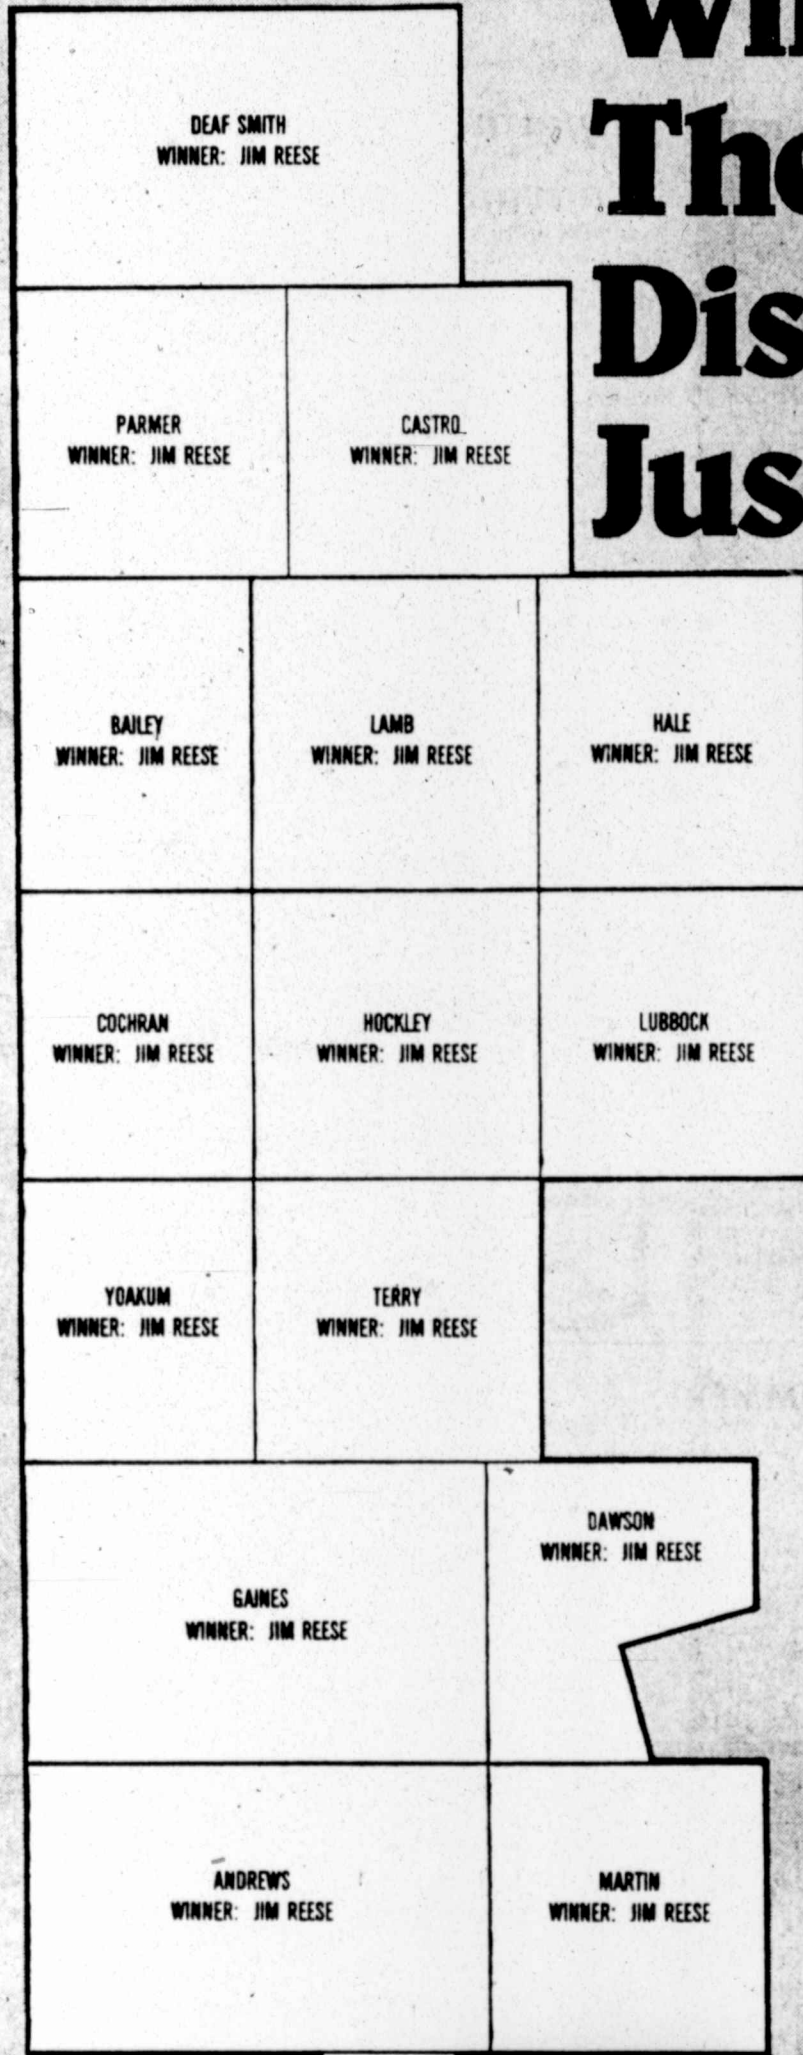 DEAF SMITH
WINNER: JIM REESE
The
Dis
Jus
PARMER
WINNER: JIM REESE
CASTRO
WINNER: JIM REESE
BAILEY
WINNER: JIM REESE
LAMB
WINNER: JIM REESE
HALE
WINNER: JIM REESE
COCHRAN
WINNER: JIM REESE
HOCKLEY
WINNER: JIM REESE
LUBBOCK
WINNER: JIM REESE
YOAKUM
WINNER: JIM REESE
TERRY
WINNER: JIM REESE
DAWSON
WINNER: JIM REESE
GAINES
WINNER: JIM REESE
ANDREWS
WINNER: JIM REESE
MARTIN
WINNER: JIM REESE